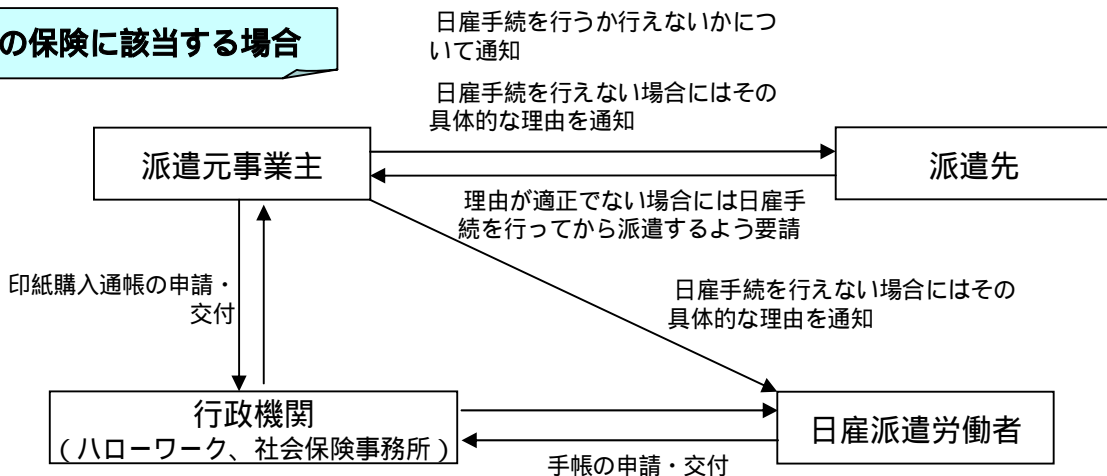 の保険に該当する場合
日雇手続を行うか行えないかにつ
いて通知
日雇手続を行えない場合にはその
具体的な理由を通知
派遣元事業主
派遣先
理由が適正でない場合には日雇手
続を行ってから派遣するよう要請
印紙購入通帳の申請・
交付
日雇手続を行えない場合にはその
具体的な理由を通知
行政機関
(ハローワーク、社会保険事務所)
日雇派遣労働者
手帳の申請・交付